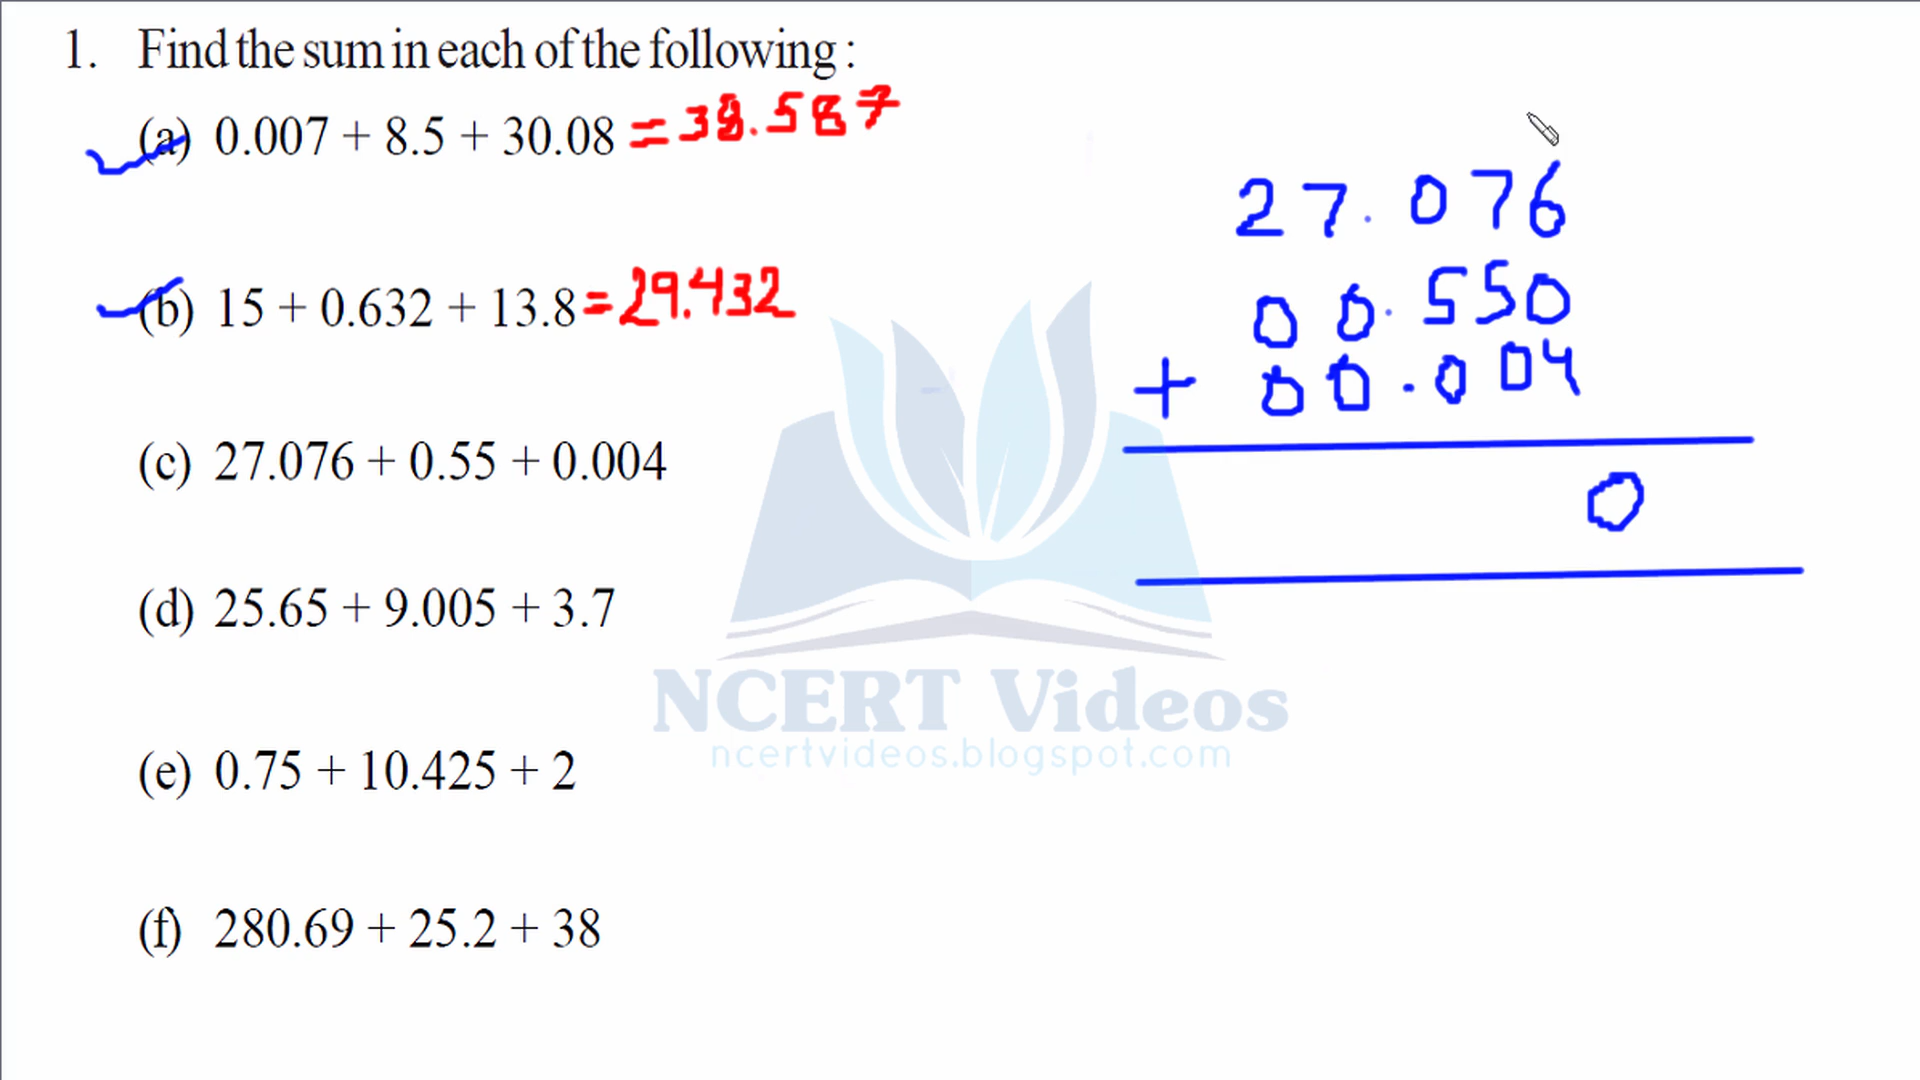 1. Find the sum in each of the following :
(a) 0.007 + 8.5 + 30.08 = 38.587
(b) 15 + 0.632 + 13.8 = 29.432
(c) 27.076 + 0.55 + 0.004
(d) 25.65 + 9.005 + 3.7
(e) 0.75 + 10.425 + 2
(f) 280.69 + 25.2 + 38
27.076
00.550
+ 00.004
0
NCERT Videos
ncertvideos.blogspot.com